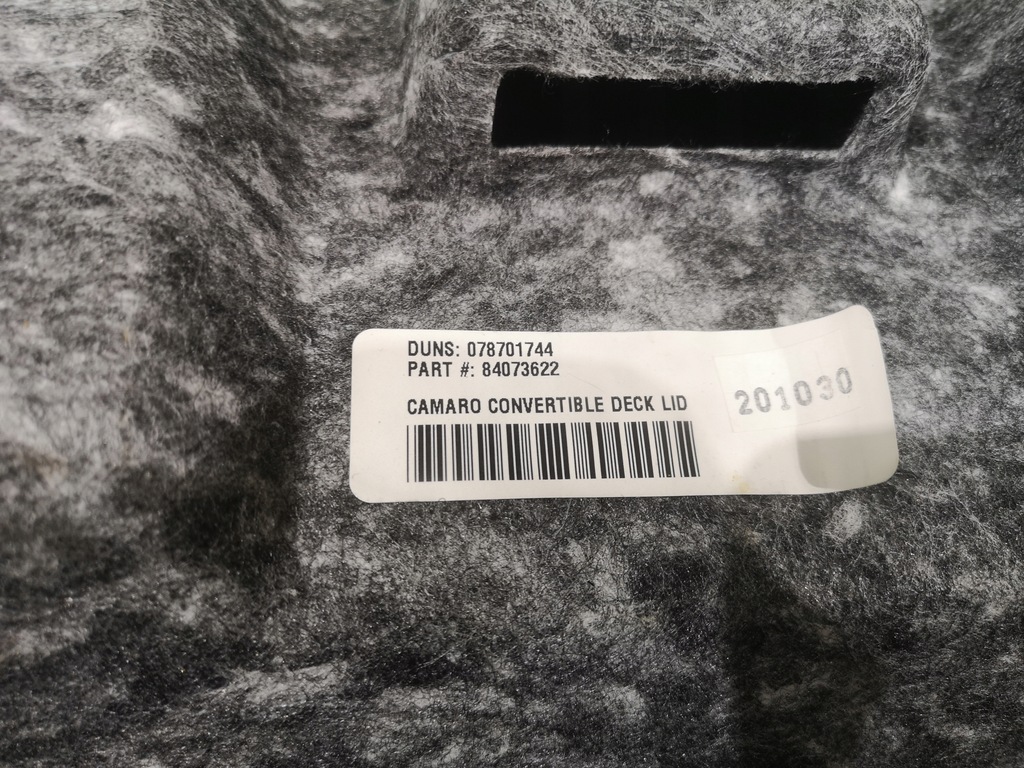 DUNS: 078701744
PART #: 84073622
CAMARO CONVERTIBLE DECK LID
201030